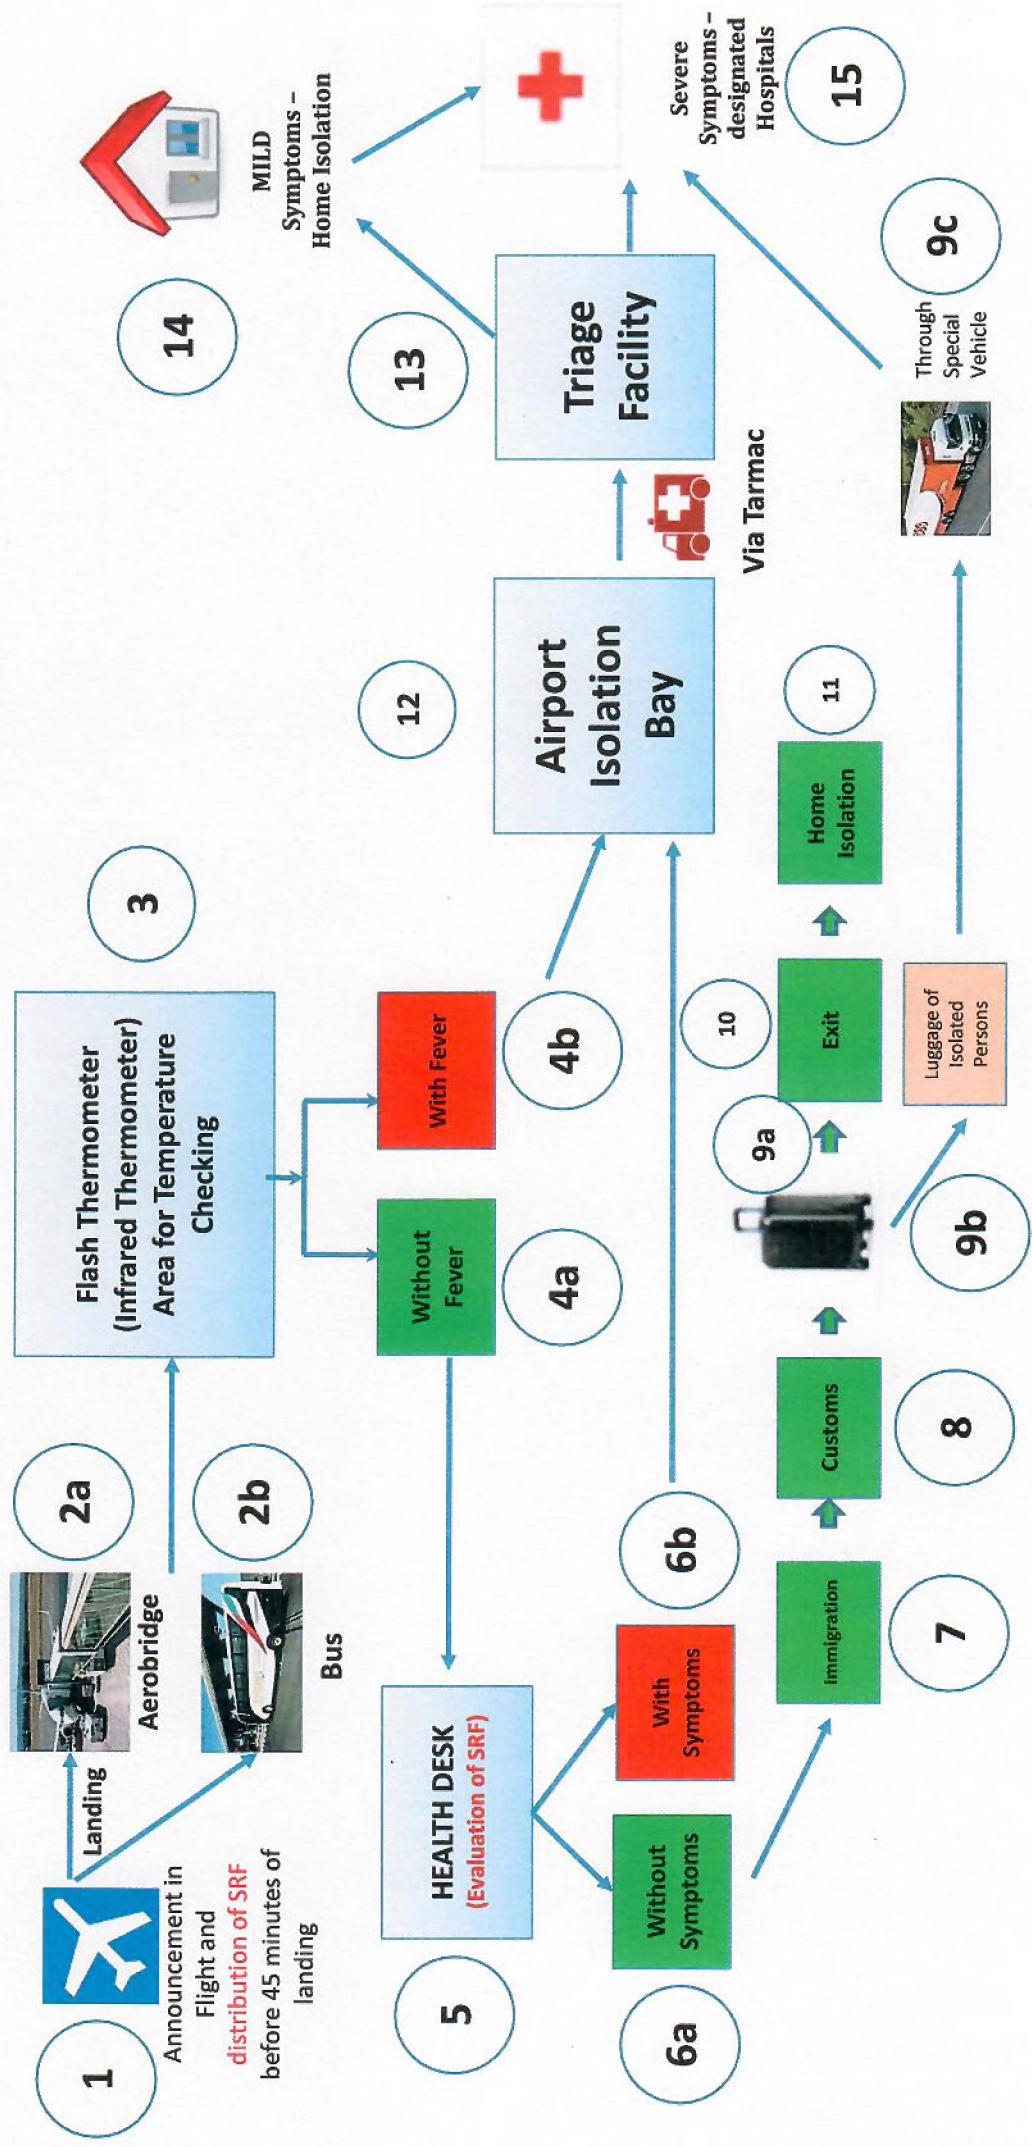 1
Announcement in
Flight and
distribution of SRF
before 45 minutes of
landing
Landing
Aerobridge
2a
Bus
2b
Flash Thermometer
(Infrared Thermometer)
Area for Temperature
Checking
3
Without
Fever
4a
With Fever
4b
5
HEALTH DESK
(Evaluation of SRF)
6a
Without
Symptoms
With
Symptoms
6b
Immigration
7
Customs
8
9a
9b
Exit
10
Home
Isolation
11
Luggage of
Isolated
Persons
Through
Special
Vehicle
9c
Airport
Isolation
Bay
12
Via Tarmac
Triage
Facility
13
14
MILD
Symptoms –
Home Isolation
Severe
Symptoms –
designated
Hospitals
15